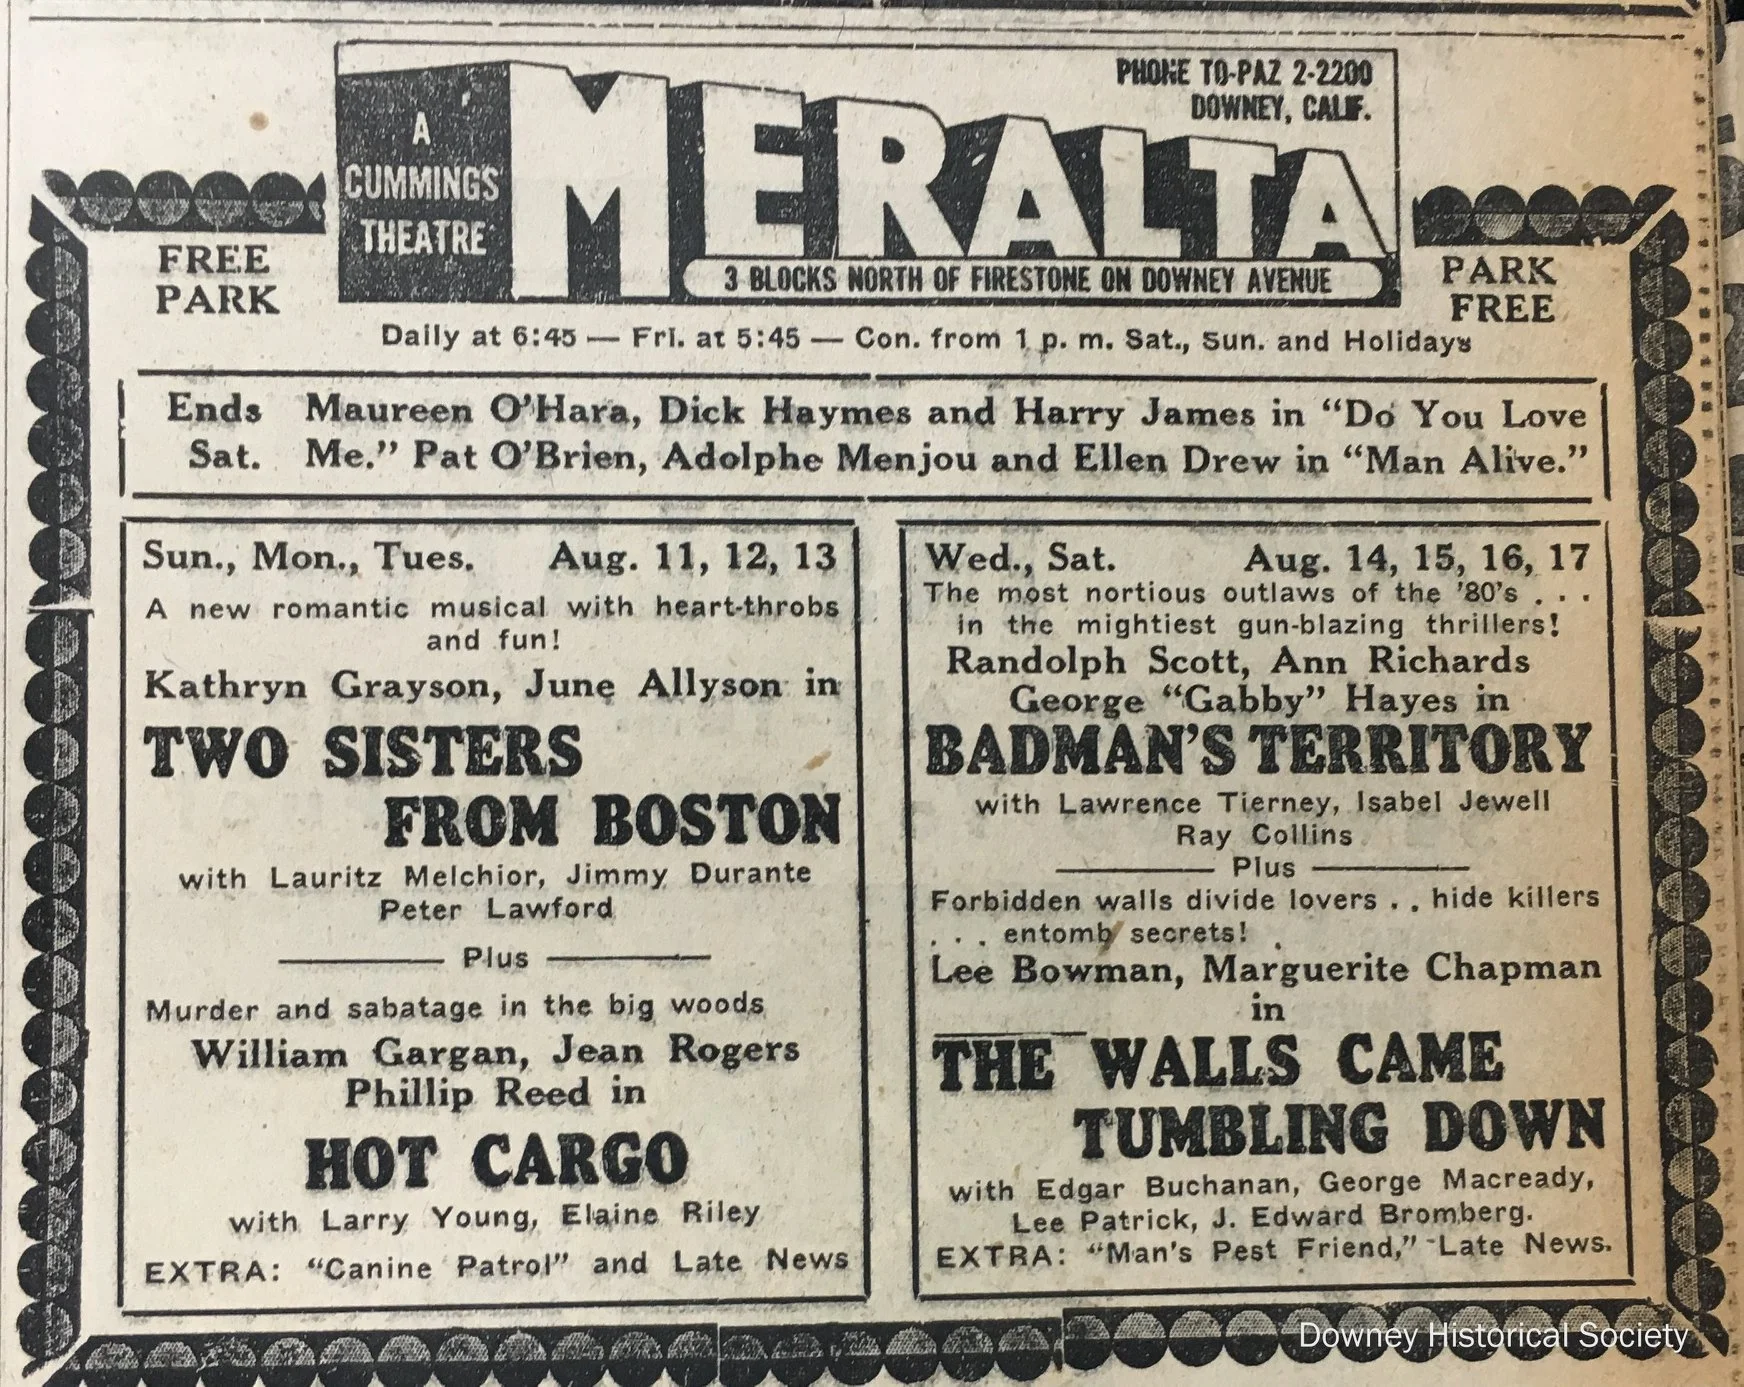 A
CUMMINGS
THEATRE
MERALTA
PHONE TO-PAZ 2-2200
DOWNEY, CALIF.
3 BLOCKS NORTH OF FIRESTONE ON DOWNEY AVENUE
FREE
PARK
PARK
FREE
Daily at 6:45 — Fri. at 5:45 — Con. from 1 p. m. Sat., Sun. and Holidays
Ends Maureen O'Hara, Dick Haymes and Harry James in "Do You Love
Sat. Me." Pat O'Brien, Adolphe Menjou and Ellen Drew in "Man Alive."
Sun., Mon., Tues. Aug. 11, 12, 13
A new romantic musical with heart-throbs
and fun!
Kathryn Grayson, June Allyson in
TWO SISTERS
FROM BOSTON
with Lauritz Melchior, Jimmy Durante
Peter Lawford
Plus
Murder and sabatage in the big woods
William Gargan, Jean Rogers
Phillip Reed in
HOT CARGO
with Larry Young, Elaine Riley
EXTRA: "Canine Patrol" and Late News
Wed., Sat. Aug. 14, 15, 16, 17
The most nortious outlaws of the '80's . . .
in the mightiest gun-blazing thrillers!
Randolph Scott, Ann Richards
George "Gabby" Hayes in
BADMAN'S TERRITORY
with Lawrence Tierney, Isabel Jewell
Ray Collins
Plus
Forbidden walls divide lovers . . hide killers
. . . entomb secrets!
Lee Bowman, Marguerite Chapman
in
THE WALLS CAME
TUMBLING DOWN
with Edgar Buchanan, George Macready,
Lee Patrick, J. Edward Bromberg.
EXTRA: "Man's Pest Friend," Late News.
Downey Historical Society